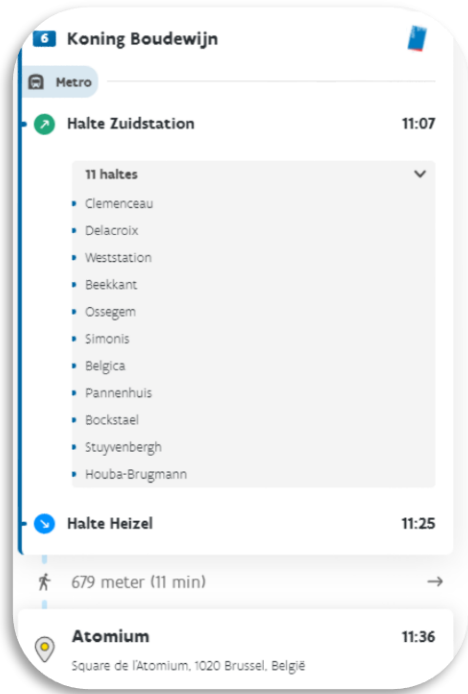 6 Koning Boudewijn
Metro
Halte Zuidstation 11:07
11 haltes
Clemenceau
Delacroix
Weststation
Beekkant
Ossegem
Simonis
Belgica
Pannenhuis
Bockstael
Stuyvenbergh
Houba-Brugmann
Halte Heizel 11:25
679 meter (11 min)
Atomium 11:36
Square de l'Atomium, 1020 Brussel, België